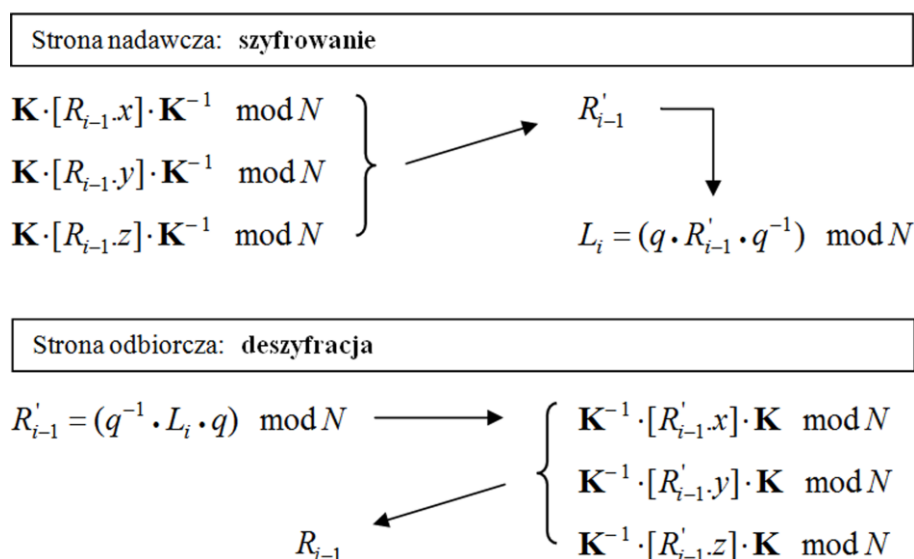 Strona nadawcza: szyfrowanie
K·[R_{i–1}.x]·K^{–1} mod N
K·[R_{i–1}.y]·K^{–1} mod N
K·[R_{i–1}.z]·K^{–1} mod N
R'_{i–1}
L_i = (q · R'_{i–1} · q^{–1}) mod N
Strona odbiorcza: deszyfracja
R'_{i–1} = (q^{–1} · L_i · q) mod N
K^{–1}·[R'_{i–1}.x]·K mod N
K^{–1}·[R'_{i–1}.y]·K mod N
K^{–1}·[R'_{i–1}.z]·K mod N
R_{i–1}